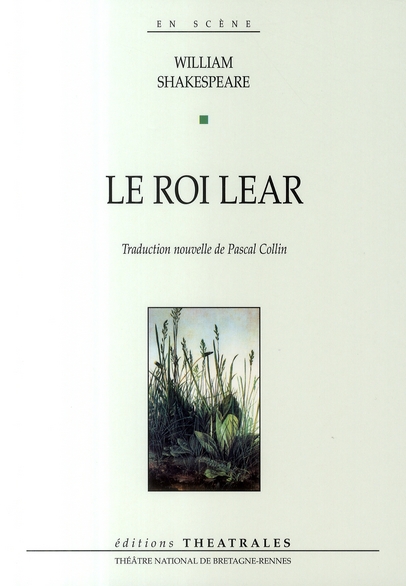 EN SCÈNE
WILLIAM
SHAKESPEARE
LE ROI LEAR
Traduction nouvelle de Pascal Collin
éditions THEATRALES
THÉÂTRE NATIONAL DE BRETAGNE-RENNES